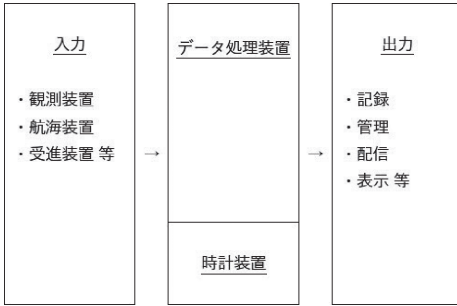 入力
・観測装置
・航海装置
・受進装置 等
→
データ処理装置
時計装置
→
出力
・記録
・管理
・配信
・表示 等